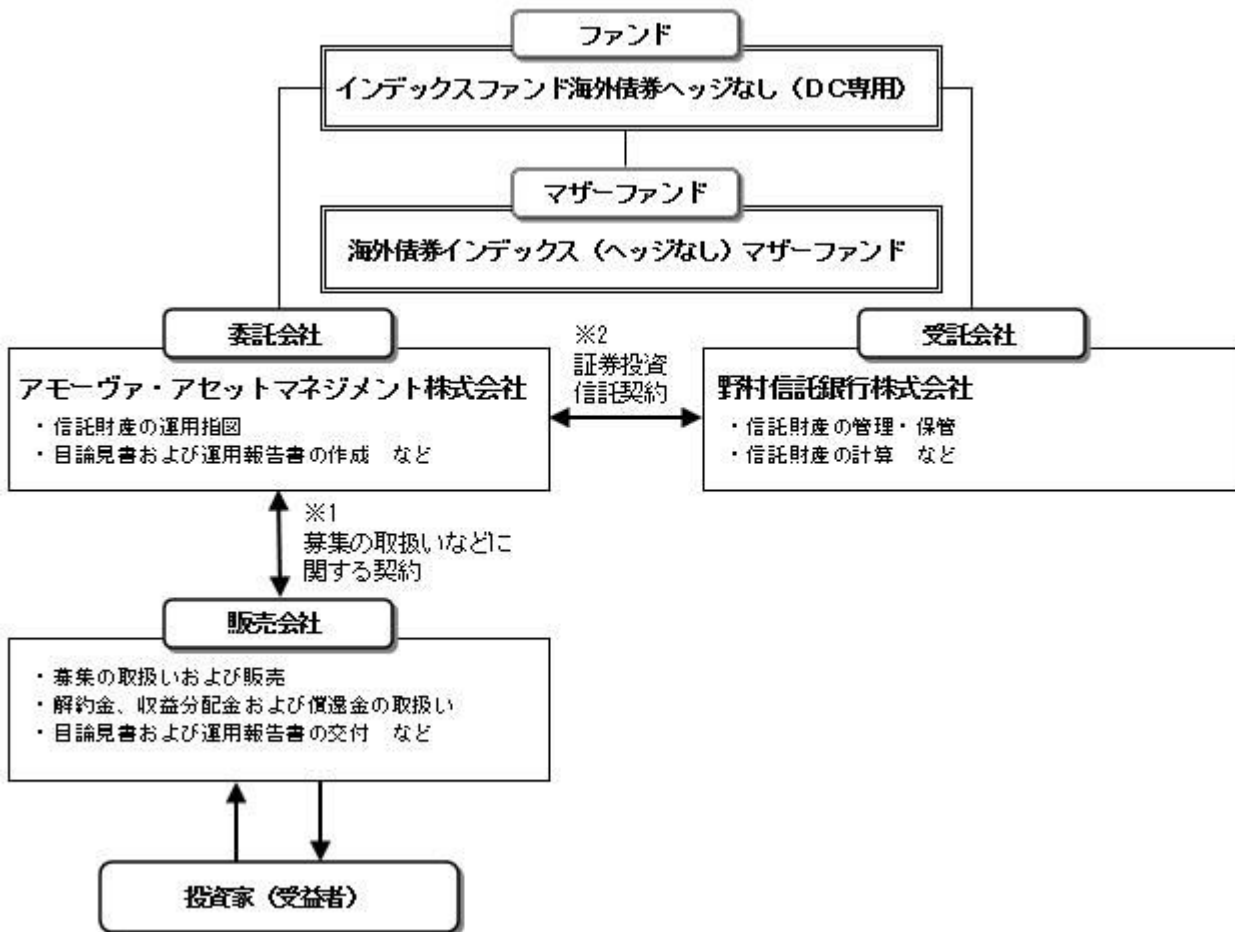 ファンド
インデックスファンド海外債券ヘッジなし（ＤＣ専用）
マザーファンド
海外債券インデックス（ヘッジなし）マザーファンド
委託会社
アモーヴァ・アセットマネジメント株式会社
・信託財産の運用指図
・目論見書および運用報告書の作成　など
※2
証券投資
信託契約
受託会社
野村信託銀行株式会社
・信託財産の管理・保管
・信託財産の計算　など
※1
募集の取扱いなどに
関する契約
販売会社
・募集の取扱いおよび販売
・解約金、収益分配金および償還金の取扱い
・目論見書および運用報告書の交付　など
投資家（受益者）